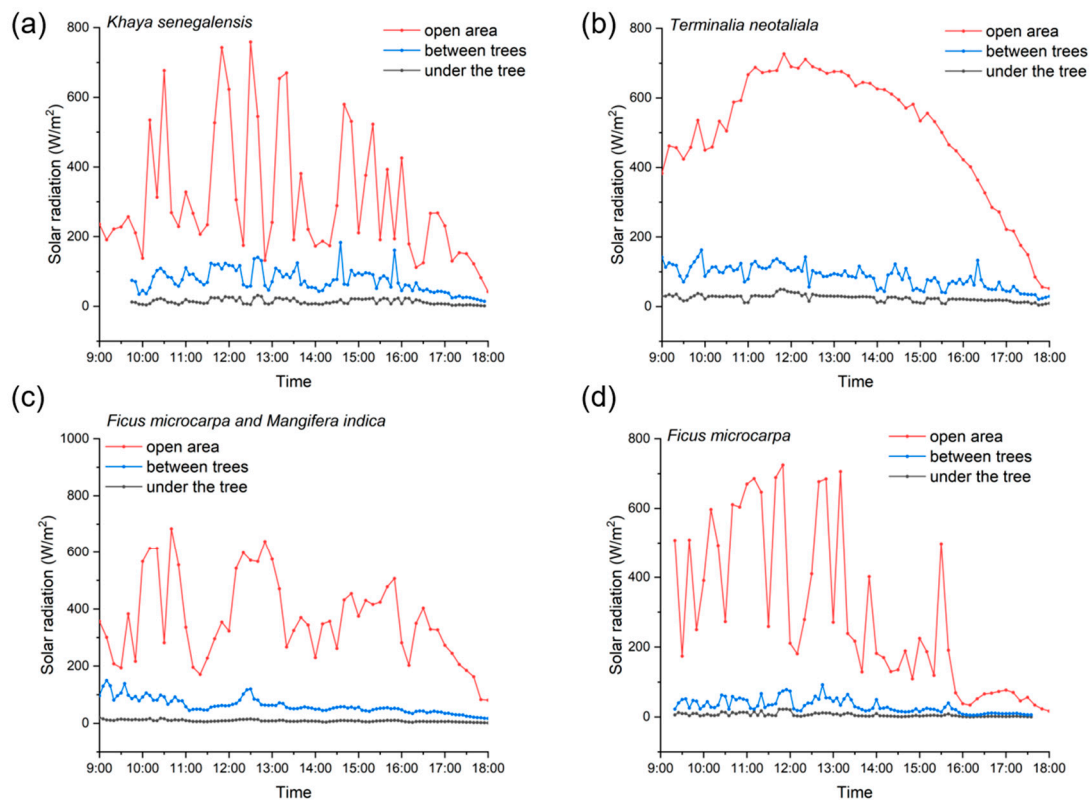 (a)
Khaya senegalensis
open area
between trees
under the tree
Solar radiation (W/m²)
800
600
400
200
0
9:00 10:00 11:00 12:00 13:00 14:00 15:00 16:00 17:00 18:00
Time
(b)
Terminalia neotaliala
open area
between trees
under the tree
Solar radiation (W/m²)
800
600
400
200
0
9:00 10:00 11:00 12:00 13:00 14:00 15:00 16:00 17:00 18:00
Time
(c)
Ficus microcarpa and Mangifera indica
open area
between trees
under the tree
Solar radiation (W/m²)
1000
800
600
400
200
0
9:00 10:00 11:00 12:00 13:00 14:00 15:00 16:00 17:00 18:00
Time
(d)
Ficus microcarpa
open area
between trees
under the tree
Solar radiation (W/m²)
800
600
400
200
0
9:00 10:00 11:00 12:00 13:00 14:00 15:00 16:00 17:00 18:00
Time